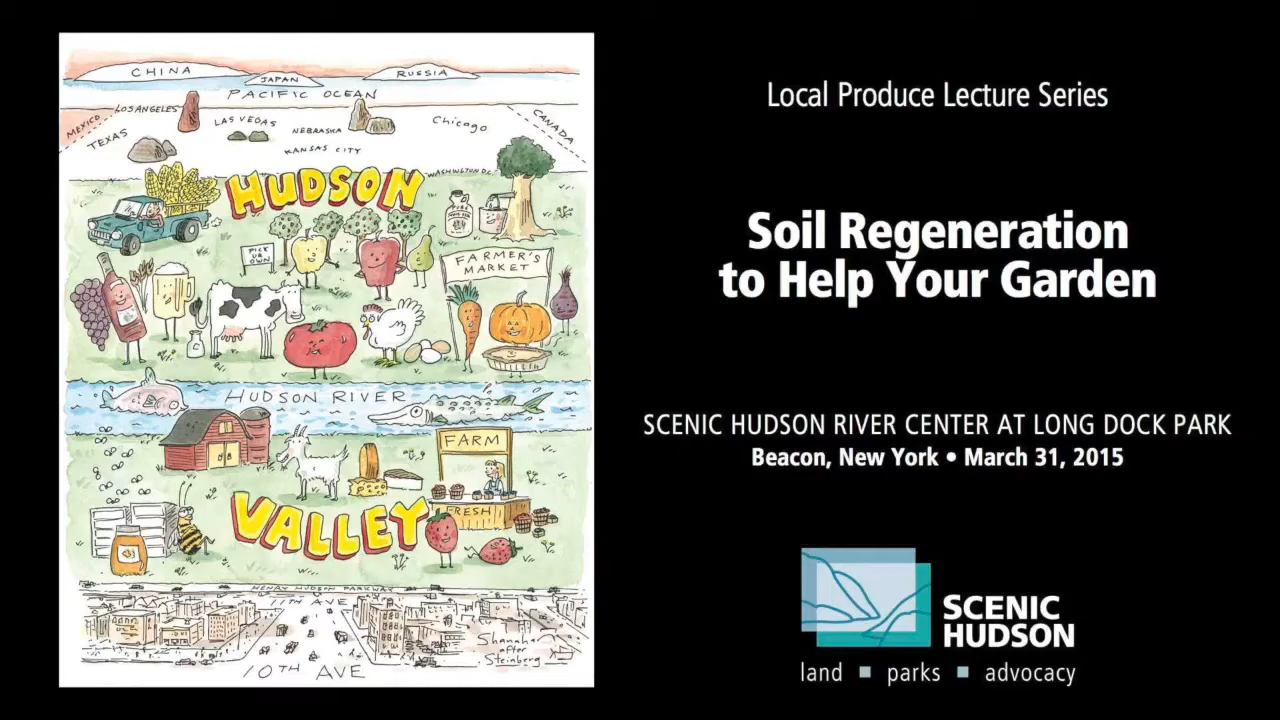 CHINA
JAPAN
RUSSIA
PACIFIC OCEAN
MEXICO
LOS ANGELES
LAS VEGAS
NEBRASKA
Chicago
CANADA
TEXAS
KANSAS CITY
WASHINGTON D.C.
HUDSON
PICK
UR
OWN
FARMER'S
MARKET
HUDSON RIVER
FARM
FRESH
VALLEY
HENRY HUDSON PARKWAY
11TH AVE
10TH AVE
Shanahan
after
Steinberg
Local Produce Lecture Series
Soil Regeneration
to Help Your Garden
SCENIC HUDSON RIVER CENTER AT LONG DOCK PARK
Beacon, New York • March 31, 2015
SCENIC
HUDSON
land ■ parks ■ advocacy